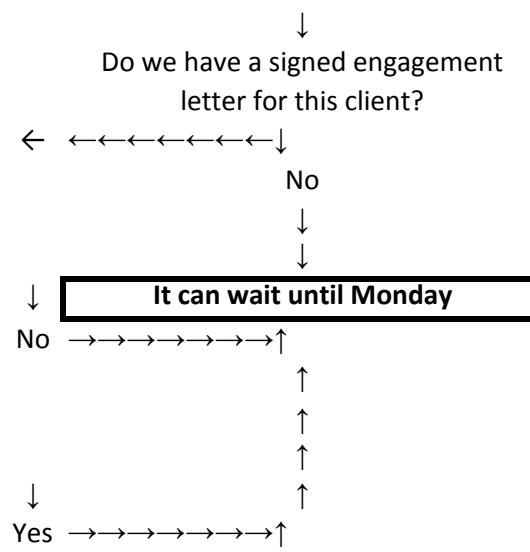 ↓
Do we have a signed engagement
letter for this client?
← ←←←←←←←↓
No
↓
↓
↓ It can wait until Monday
No →→→→→→→↑
↑
↑
↑
↓ ↑
Yes →→→→→→→↑